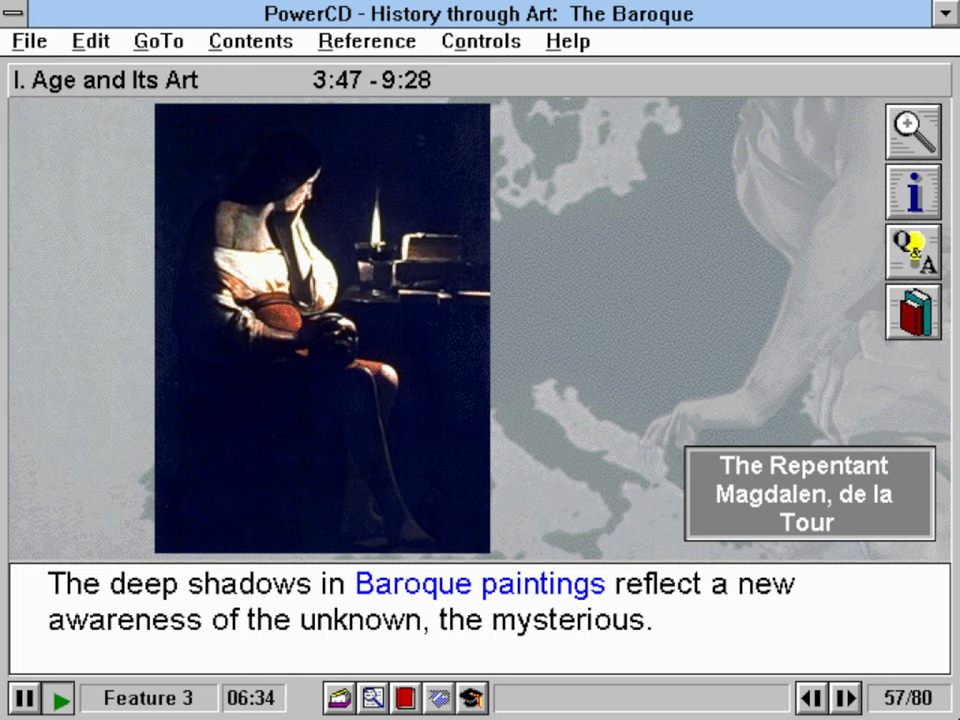 PowerCD - History through Art: The Baroque
File Edit GoTo Contents Reference Controls Help
I. Age and Its Art 3:47 - 9:28
i
Q & A
The Repentant
Magdalen, de la
Tour
The deep shadows in Baroque paintings reflect a new
awareness of the unknown, the mysterious.
Feature 3 06:34 57/80